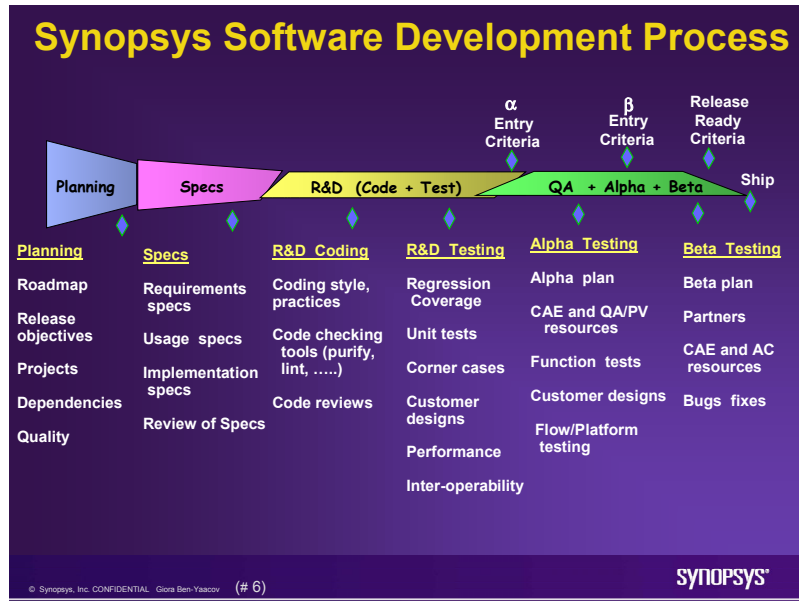 Synopsys Software Development Process
α
Entry
Criteria
β
Entry
Criteria
Release
Ready
Criteria
Ship
Planning
Specs
R&D (Code + Test)
QA + Alpha + Beta
Planning
Roadmap
Release
objectives
Projects
Dependencies
Quality
Specs
Requirements
specs
Usage specs
Implementation
specs
Review of Specs
R&D Coding
Coding style,
practices
Code checking
tools (purify,
lint, …..)
Code reviews
R&D Testing
Regression
Coverage
Unit tests
Corner cases
Customer
designs
Performance
Inter-operability
Alpha Testing
Alpha plan
CAE and QA/PV
resources
Function tests
Customer designs
Flow/Platform
testing
Beta Testing
Beta plan
Partners
CAE and AC
resources
Bugs fixes
© Synopsys, Inc. CONFIDENTIAL Giora Ben-Yaacov (# 6)
SYNOPSYS®